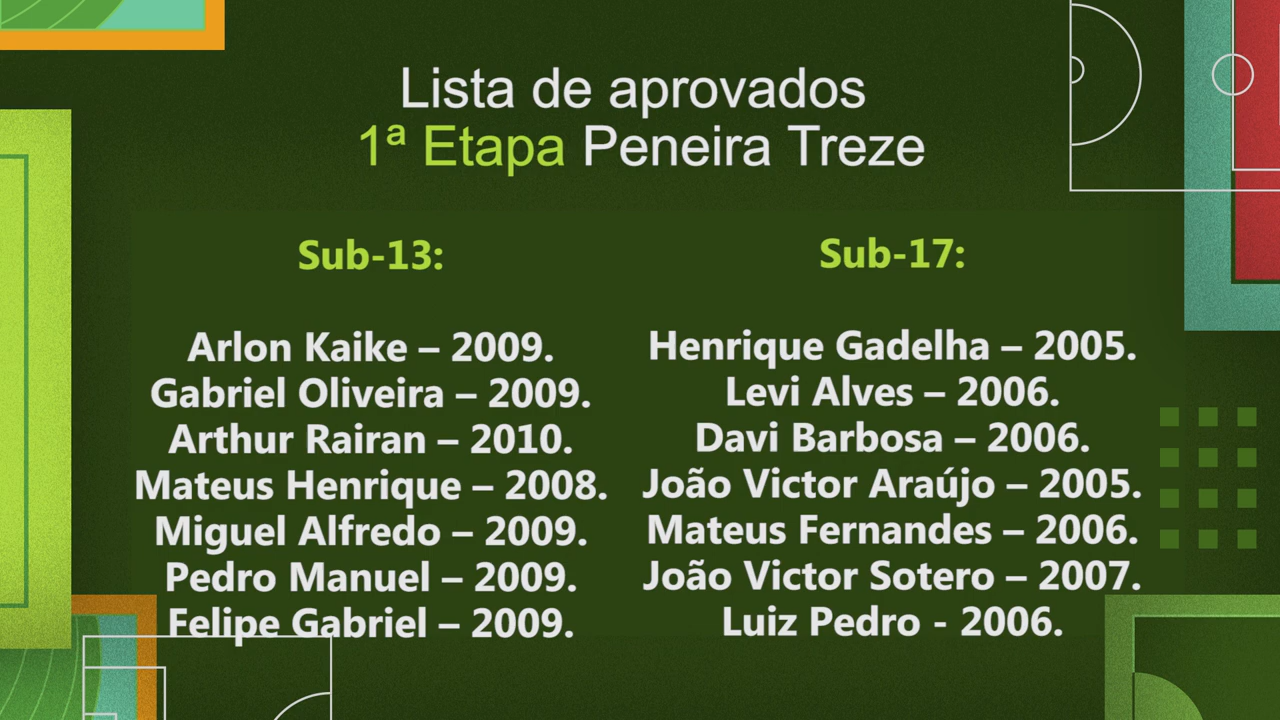 Lista de aprovados
1ª Etapa Peneira Treze
Sub-13:
Arlon Kaike – 2009.
Gabriel Oliveira – 2009.
Arthur Rairan – 2010.
Mateus Henrique – 2008.
Miguel Alfredo – 2009.
Pedro Manuel – 2009.
Felipe Gabriel – 2009.
Sub-17:
Henrique Gadelha – 2005.
Levi Alves – 2006.
Davi Barbosa – 2006.
João Victor Araújo – 2005.
Mateus Fernandes – 2006.
João Victor Sotero – 2007.
Luiz Pedro - 2006.